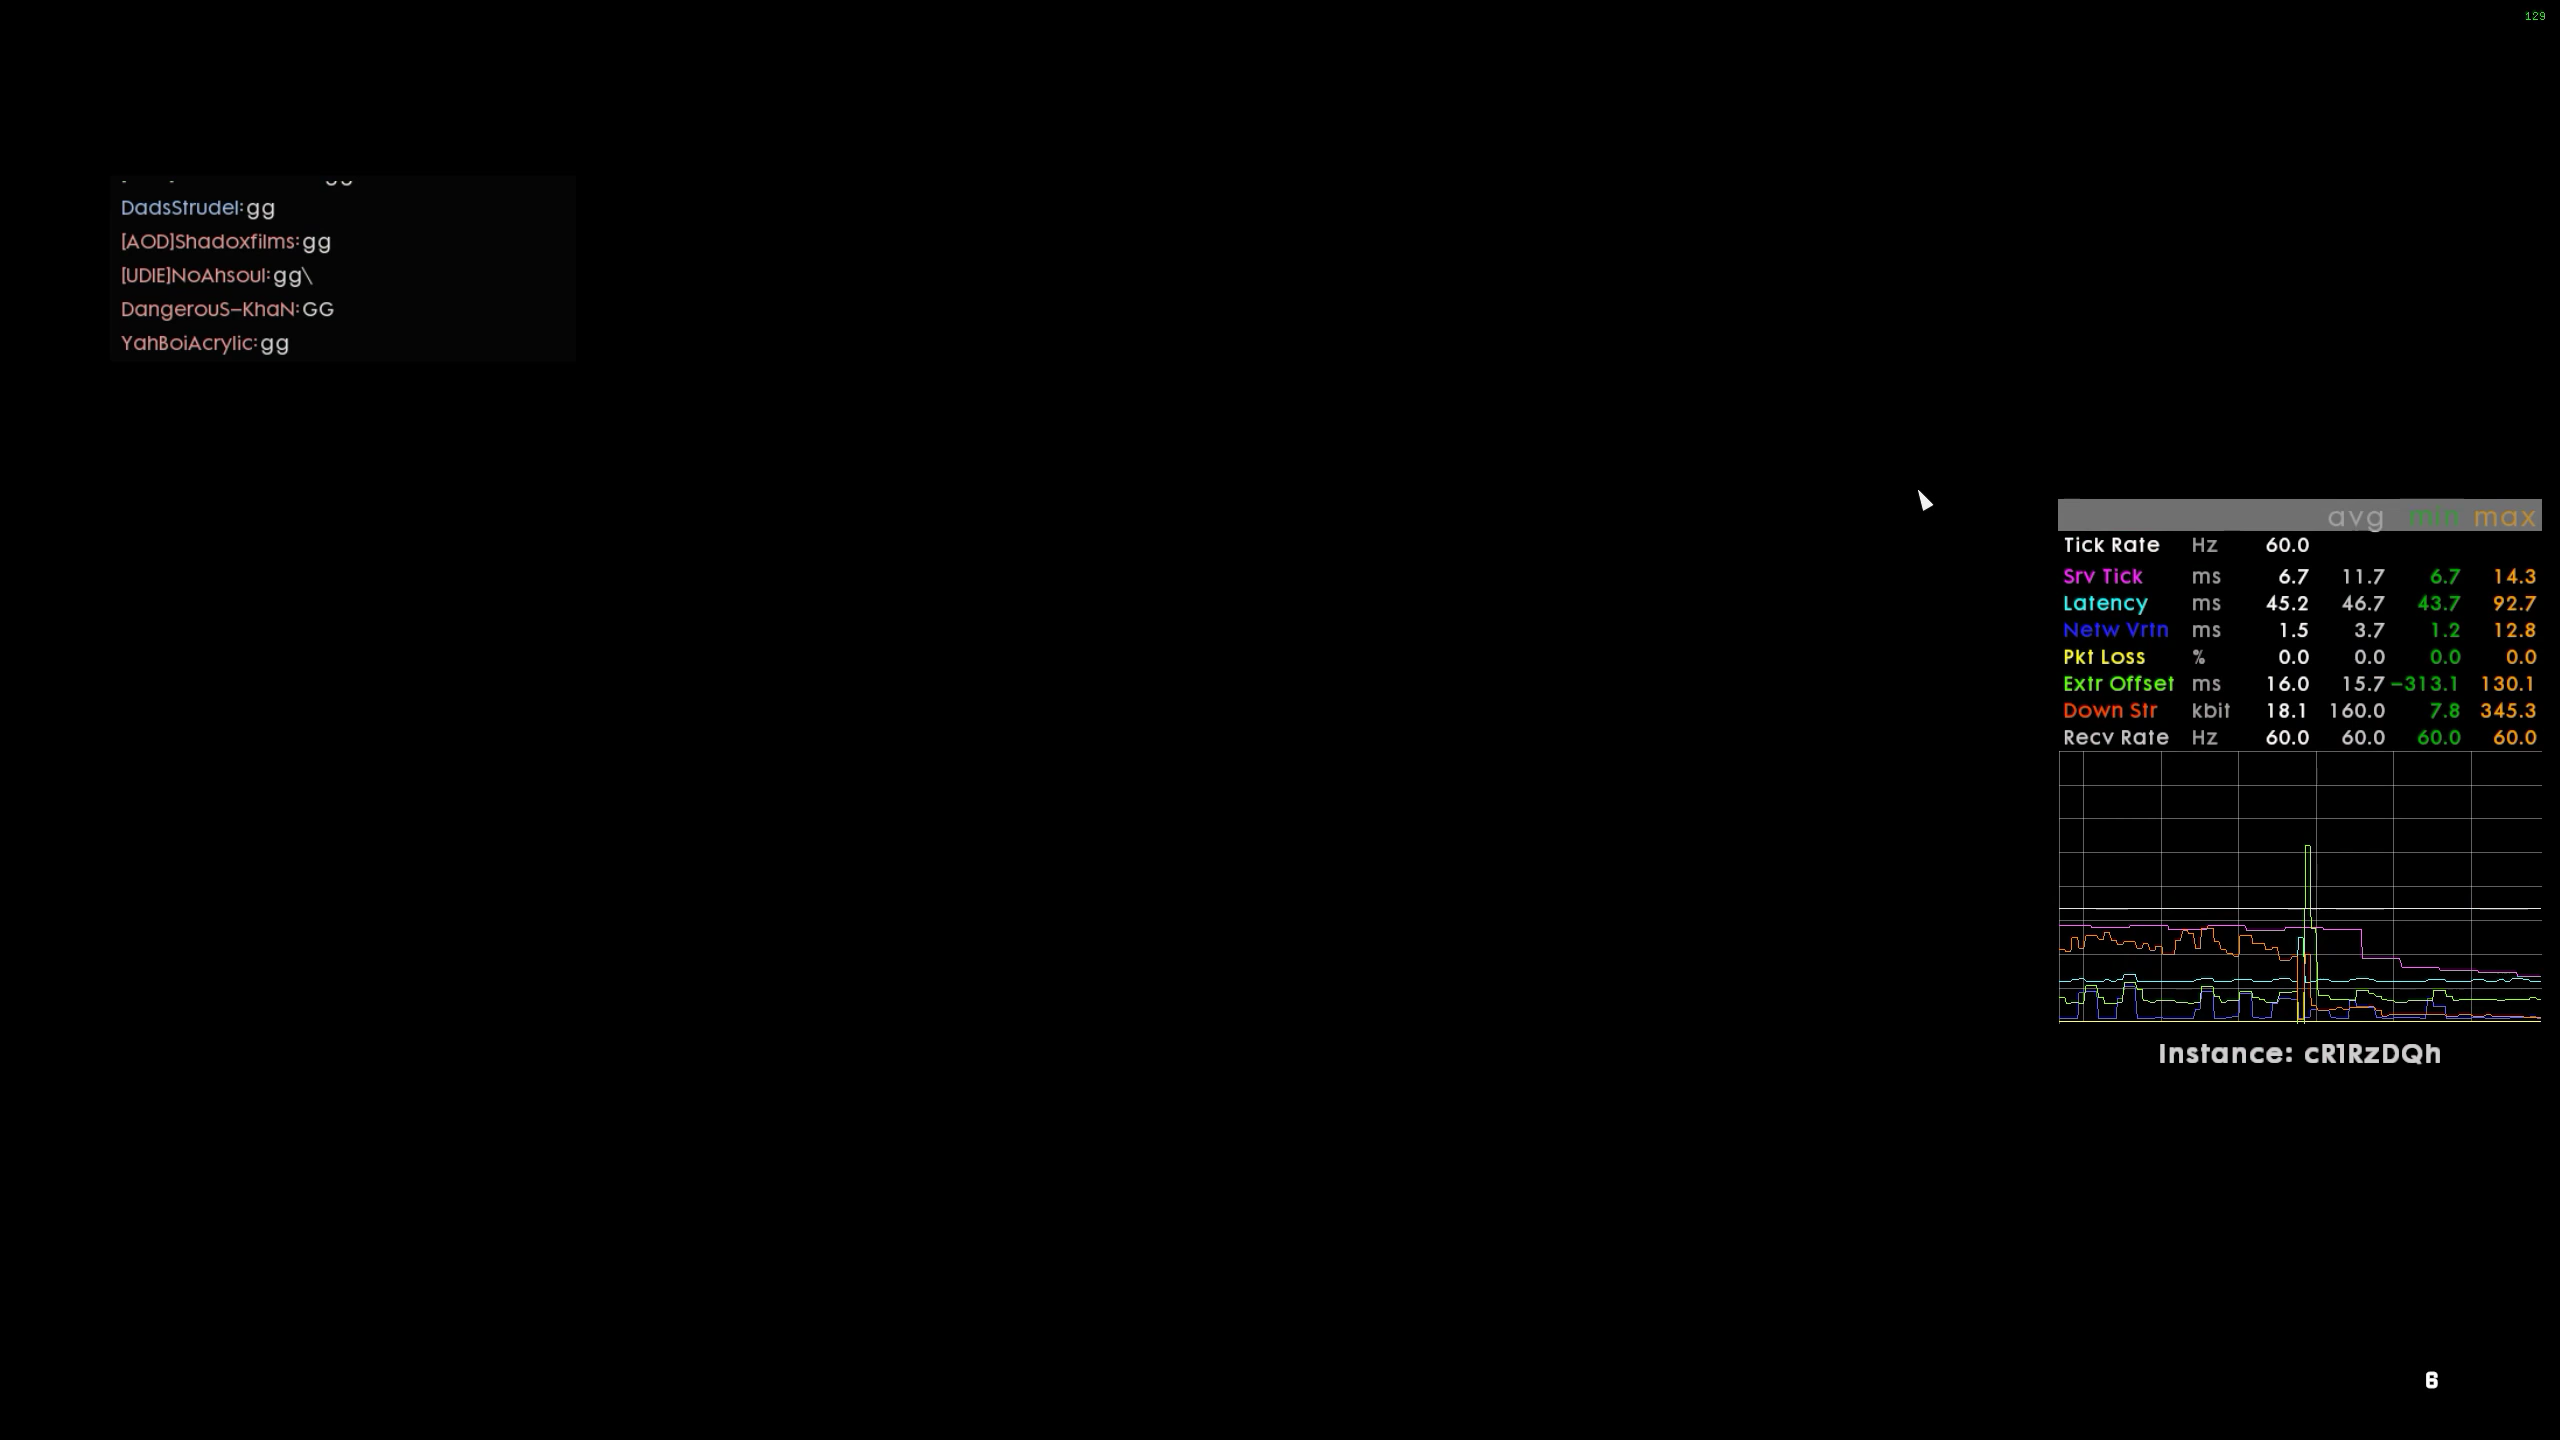 129
DadsStrudel:gg
[AOD]Shadoxfilms:gg
[UDIE]NoAhsoul:gg\
DangerouS-KhaN:GG
YahBoiAcrylic:gg
avg min max
Tick Rate Hz 60.0
Srv Tick ms 6.7 11.7 6.7 14.3
Latency ms 45.2 46.7 43.7 92.7
Netw Vrtn ms 1.5 3.7 1.2 12.8
Pkt Loss % 0.0 0.0 0.0 0.0
Extr Offset ms 16.0 15.7 -313.1 130.1
Down Str kbit 18.1 160.0 7.8 345.3
Recv Rate Hz 60.0 60.0 60.0 60.0
Instance: cR1RzDQh
6